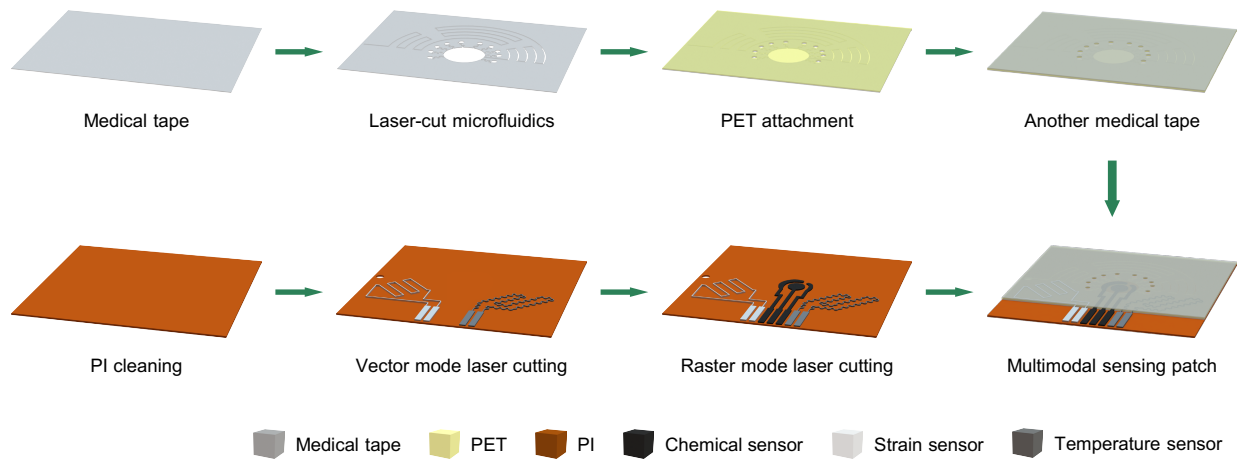 Medical tape
Laser-cut microfluidics
PET attachment
Another medical tape
PI cleaning
Vector mode laser cutting
Raster mode laser cutting
Multimodal sensing patch
Medical tape
PET
PI
Chemical sensor
Strain sensor
Temperature sensor